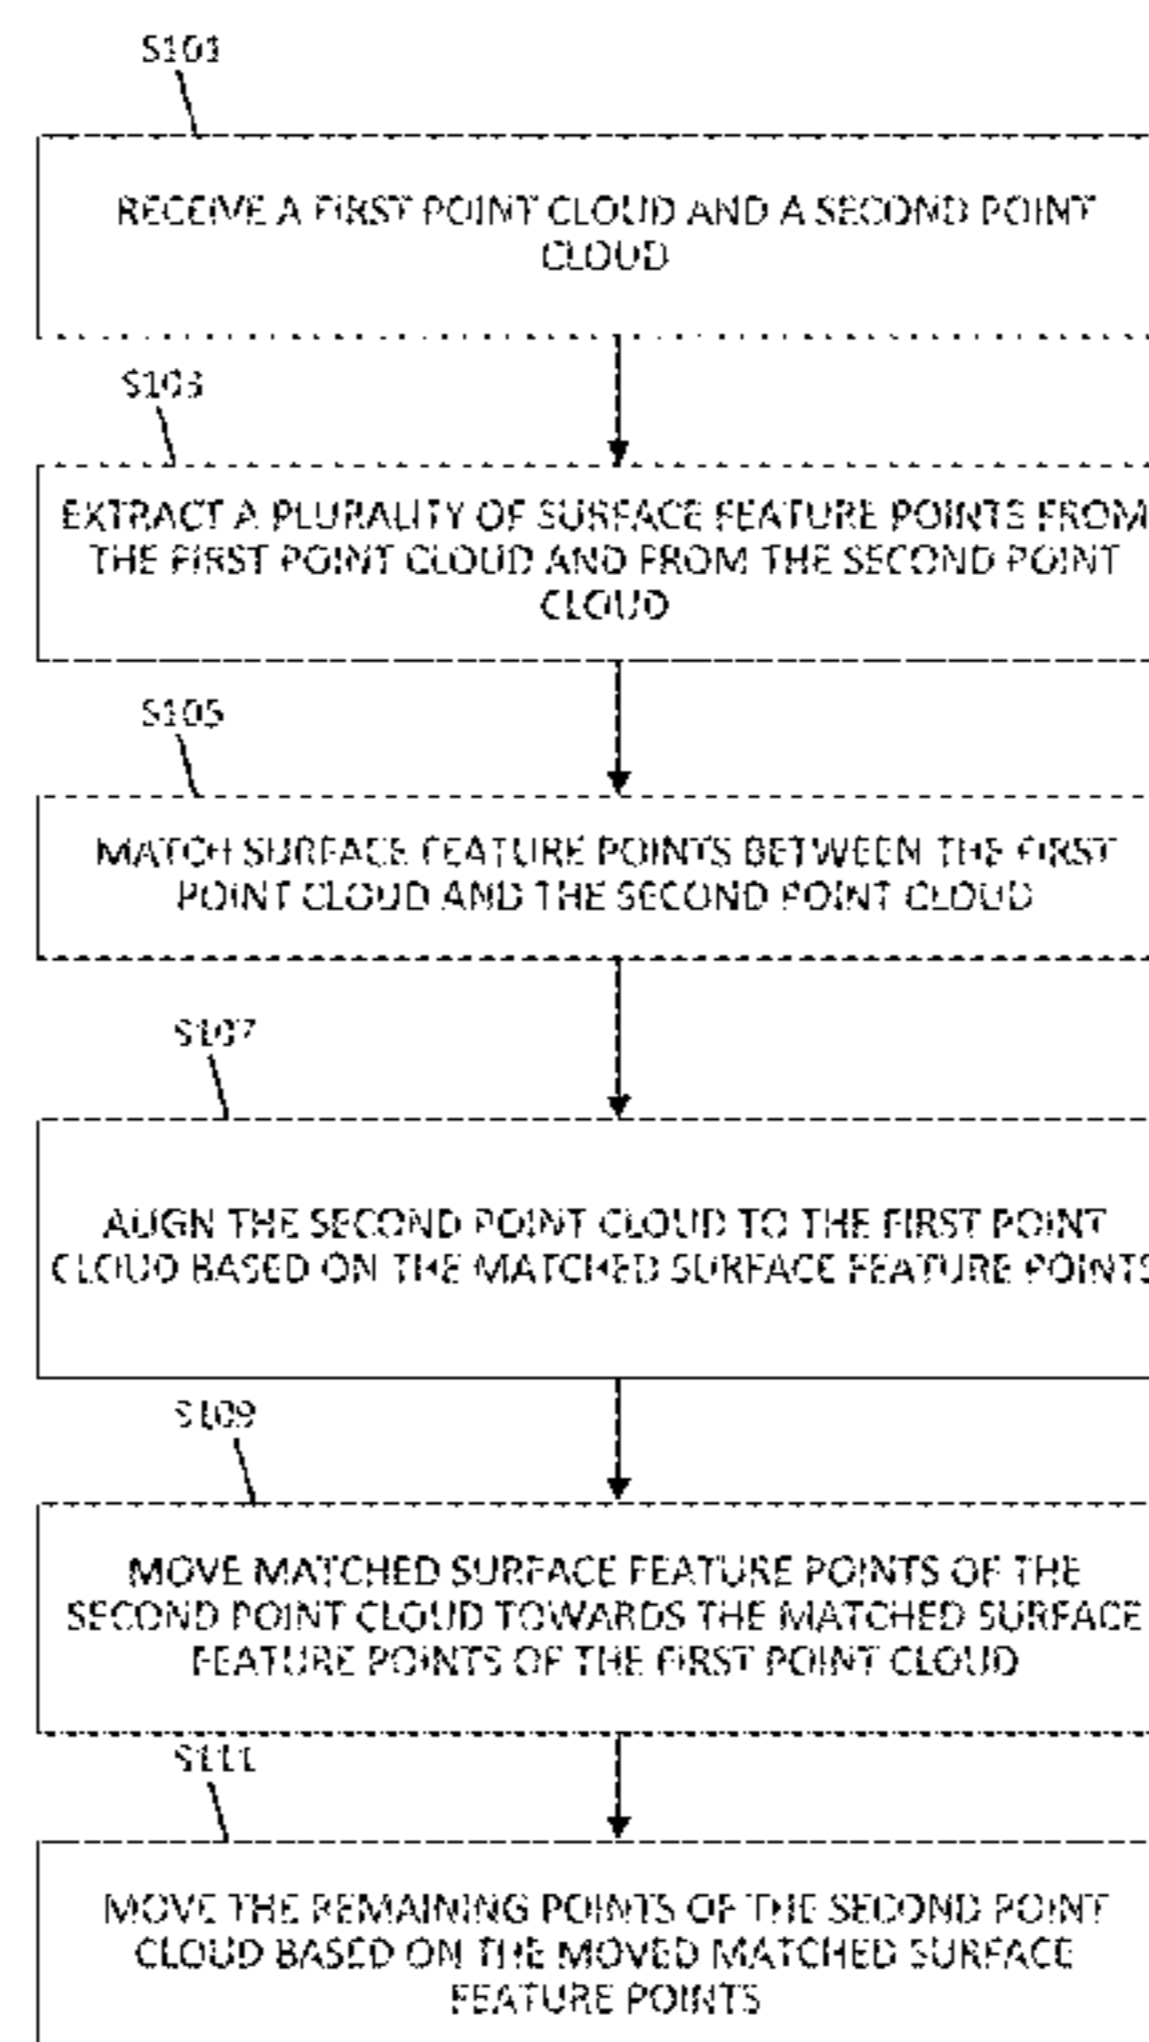 S101
RECEIVE A FIRST POINT CLOUD AND A SECOND POINT
CLOUD
S103
EXTRACT A PLURALITY OF SURFACE FEATURE POINTS FROM
THE FIRST POINT CLOUD AND FROM THE SECOND POINT
CLOUD
S105
MATCH SURFACE FEATURE POINTS BETWEEN THE FIRST
POINT CLOUD AND THE SECOND POINT CLOUD
S107
ALIGN THE SECOND POINT CLOUD TO THE FIRST POINT
CLOUD BASED ON THE MATCHED SURFACE FEATURE POINTS
S109
MOVE MATCHED SURFACE FEATURE POINTS OF THE
SECOND POINT CLOUD TOWARDS THE MATCHED SURFACE
FEATURE POINTS OF THE FIRST POINT CLOUD
S111
MOVE THE REMAINING POINTS OF THE SECOND POINT
CLOUD BASED ON THE MOVED MATCHED SURFACE
FEATURE POINTS